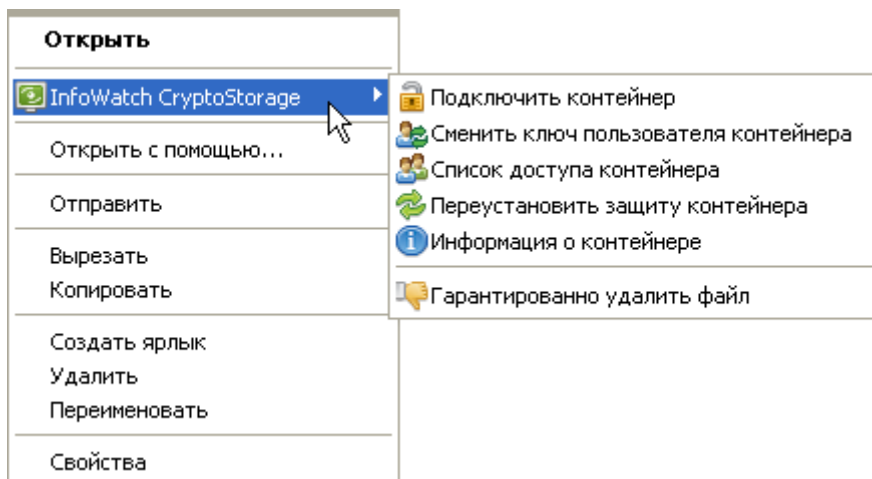 Открыть
InfoWatch CryptoStorage
Открыть с помощью...
Отправить
Вырезать
Копировать
Создать ярлык
Удалить
Переименовать
Свойства
Подключить контейнер
Сменить ключ пользователя контейнера
Список доступа контейнера
Переустановить защиту контейнера
Информация о контейнере
Гарантированно удалить файл